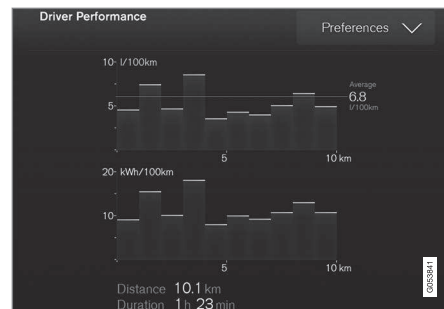 Driver Performance
Preferences
10- l/100km
Average
6.8
l/100km
5-
5
10 km
20- kWh/100km
10-
5
10 km
Distance 10.1 km
Duration 1 h 23 min
G053841